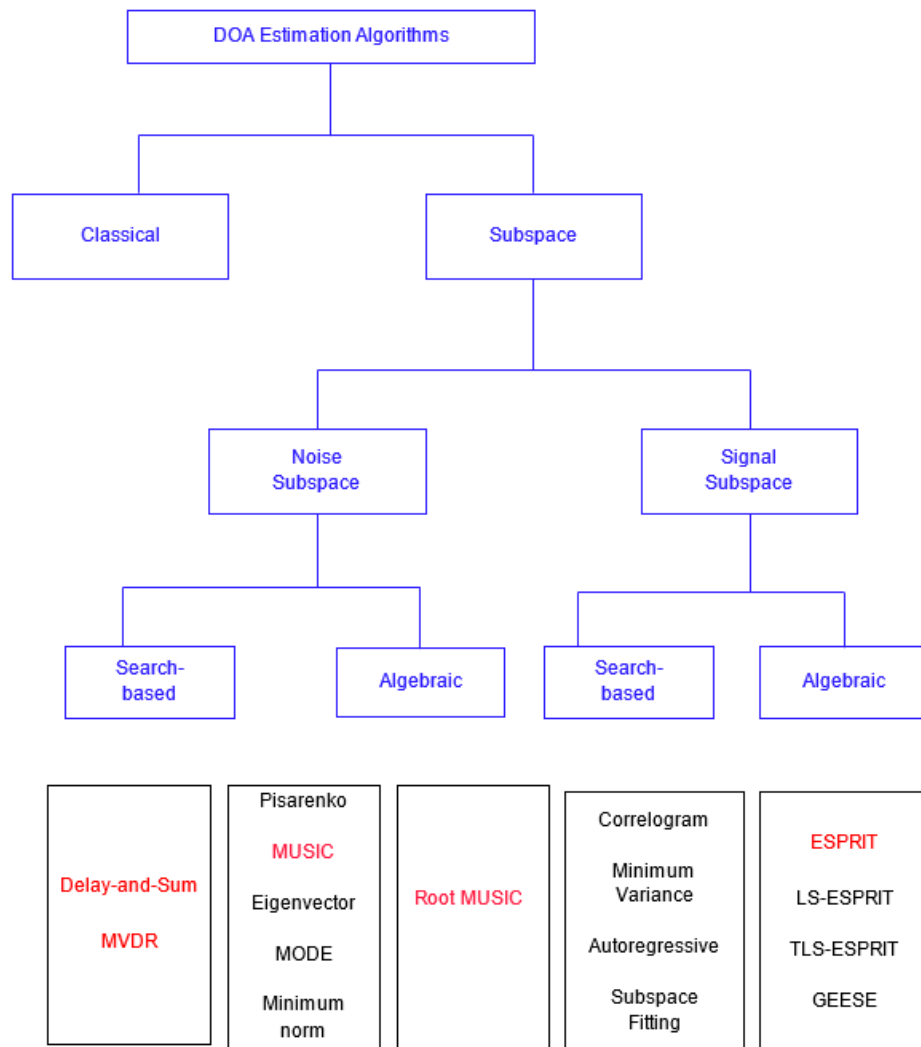 DOA Estimation Algorithms
Classical
Subspace
Noise
Subspace
Signal
Subspace
Search-
based
Algebraic
Search-
based
Algebraic
Delay-and-Sum
MVDR
Pisarenko
MUSIC
Eigenvector
MODE
Minimum
norm
Root MUSIC
Correlogram
Minimum
Variance
Autoregressive
Subspace
Fitting
ESPRIT
LS-ESPRIT
TLS-ESPRIT
GEESE